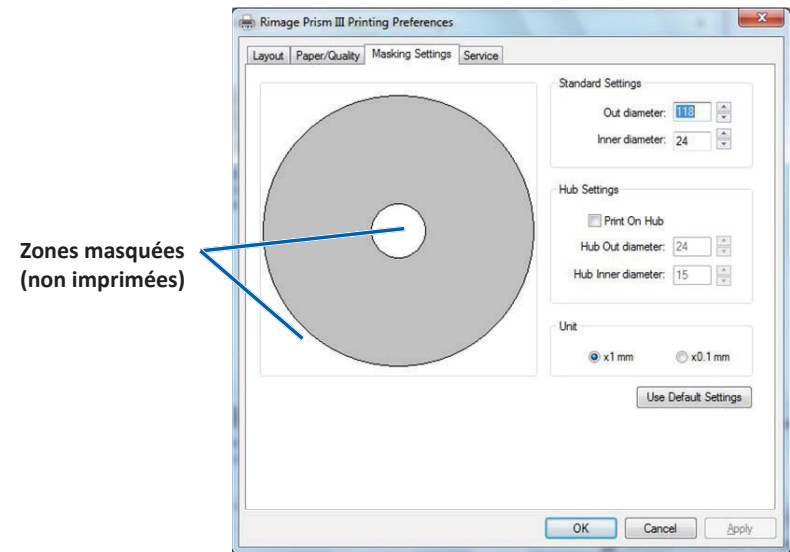 Rimage Prism III Printing Preferences
Layout Paper/Quality Masking Settings Service
Standard Settings
Out diameter: 118
Inner diameter: 24
Hub Settings
Print On Hub
Hub Out diameter: 24
Hub Inner diameter: 15
Unit
x1 mm x0.1 mm
Use Default Settings
OK Cancel Apply
Zones masquées
(non imprimées)